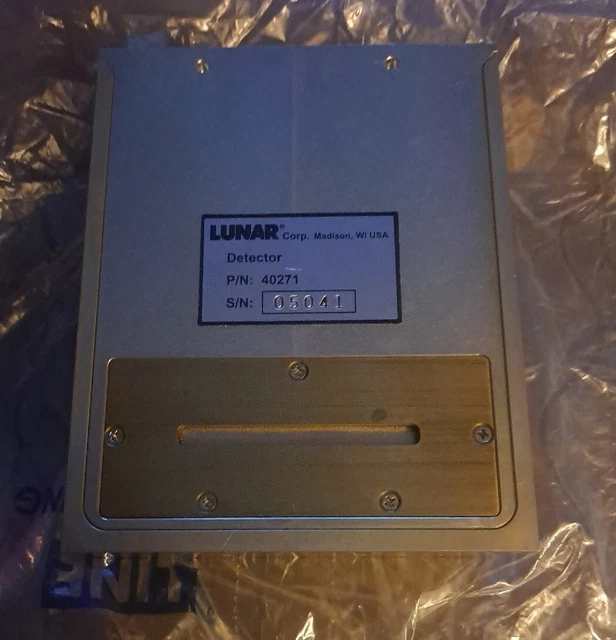 LUNAR® Corp. Madison, WI USA
Detector
P/N: 40271
S/N: 05041